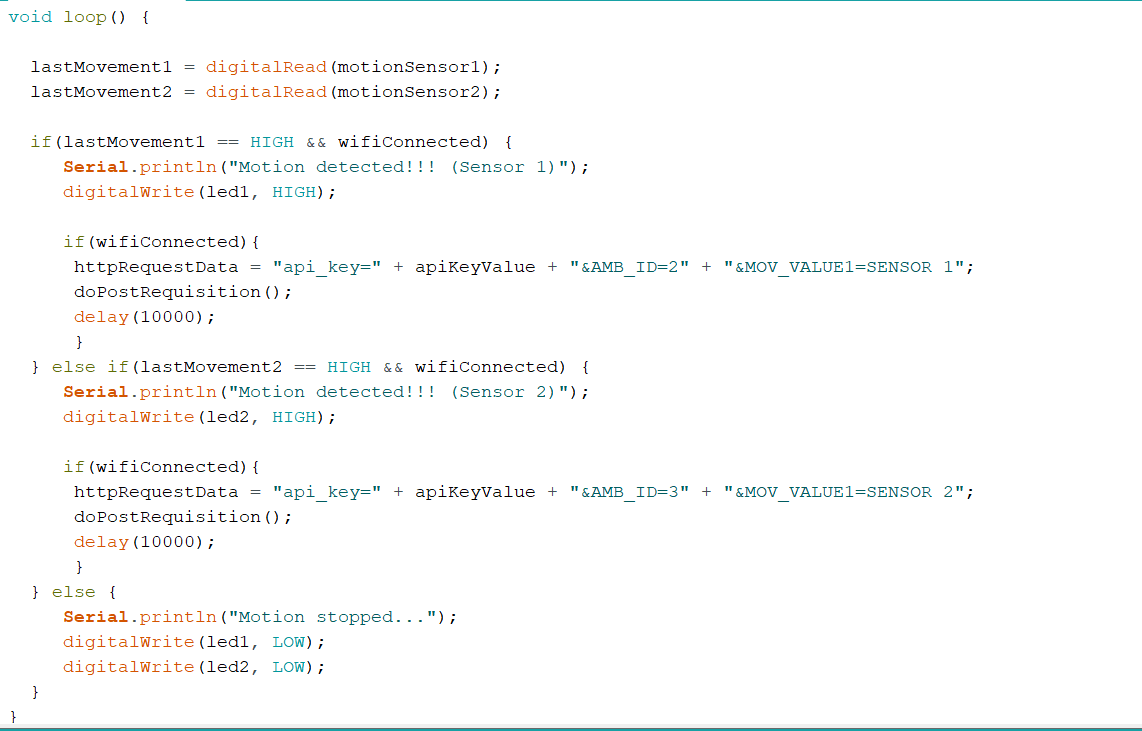 void loop() {
lastMovement1 = digitalRead(motionSensor1);
lastMovement2 = digitalRead(motionSensor2);
if(lastMovement1 == HIGH && wifiConnected) {
Serial.println("Motion detected!!! (Sensor 1)");
digitalWrite(led1, HIGH);
if(wifiConnected){
httpRequestData = "api_key=" + apiKeyValue + "&AMB_ID=2" + "&MOV_VALUE1=SENSOR 1";
doPostRequisition();
delay(10000);
}
} else if(lastMovement2 == HIGH && wifiConnected) {
Serial.println("Motion detected!!! (Sensor 2)");
digitalWrite(led2, HIGH);
if(wifiConnected){
httpRequestData = "api_key=" + apiKeyValue + "&AMB_ID=3" + "&MOV_VALUE1=SENSOR 2";
doPostRequisition();
delay(10000);
}
} else {
Serial.println("Motion stopped...");
digitalWrite(led1, LOW);
digitalWrite(led2, LOW);
}
}